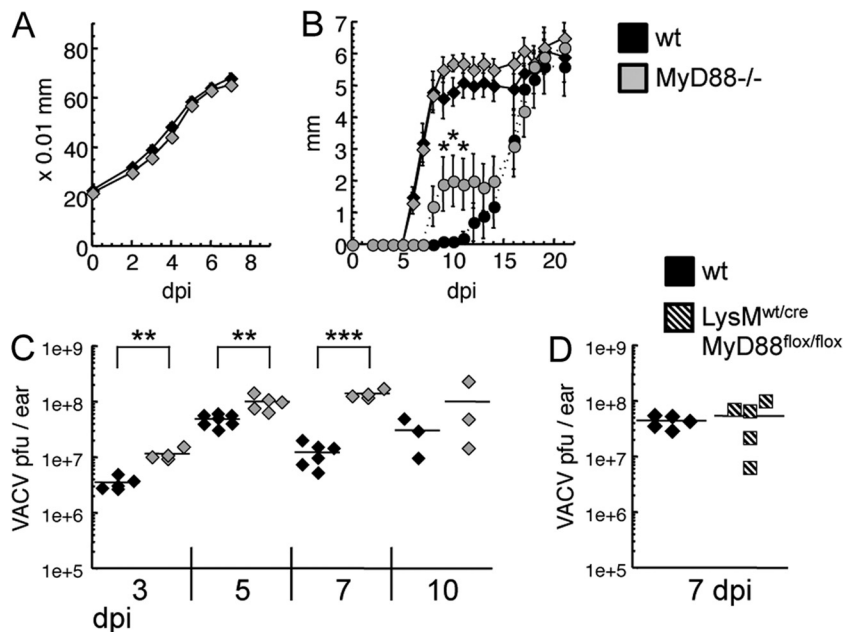 A
80
60
40
20
0
x 0.01 mm
0 2 4 6 8
dpi
B
7
6
5
4
3
2
1
0
mm
* * *
0 5 10 15 20
dpi
wt
MyD88-/-
wt
LysMwt/cre
MyD88flox/flox
C
1e+9
1e+8
1e+7
1e+6
1e+5
VACV pfu / ear
** ** ***
3 5 7 10
dpi
D
1e+9
1e+8
1e+7
1e+6
1e+5
VACV pfu / ear
7 dpi